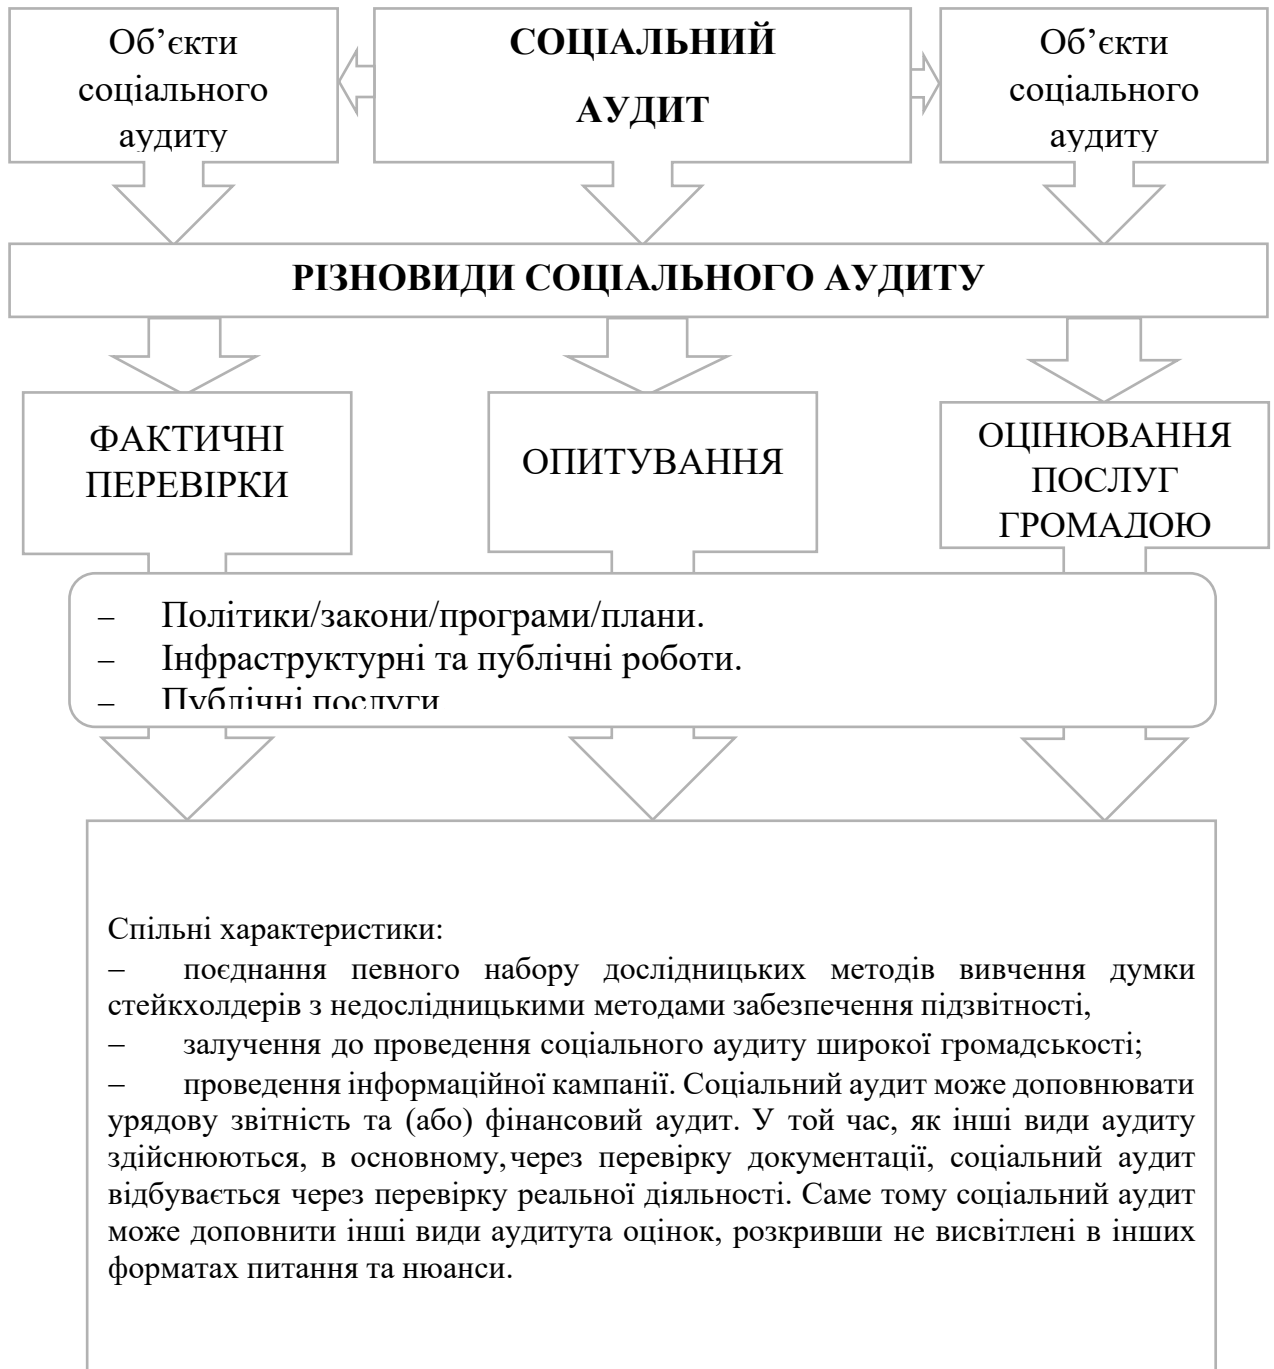 Об’єкти
соціального
аудиту
СОЦІАЛЬНИЙ
АУДИТ
Об’єкти
соціального
аудиту
РІЗНОВИДИ СОЦІАЛЬНОГО АУДИТУ
ФАКТИЧНІ
ПЕРЕВІРКИ
ОПИТУВАННЯ
ОЦІНЮВАННЯ
ПОСЛУГ
ГРОМАДОЮ
– Політики/закони/програми/плани.
– Інфраструктурні та публічні роботи.
– Публічні послуги
Спільні характеристики:
– поєднання певного набору дослідницьких методів вивчення думки
стейкхолдерів з недослідницькими методами забезпечення підзвітності,
– залучення до проведення соціального аудиту широкої громадськості;
– проведення інформаційної кампанії. Соціальний аудит може доповнювати
урядову звітність та (або) фінансовий аудит. У той час, як інші види аудиту
здійснюються, в основному,через перевірку документації, соціальний аудит
відбувається через перевірку реальної діяльності. Саме тому соціальний аудит
може доповнити інші види аудитута оцінок, розкривши не висвітлені в інших
форматах питання та нюанси.